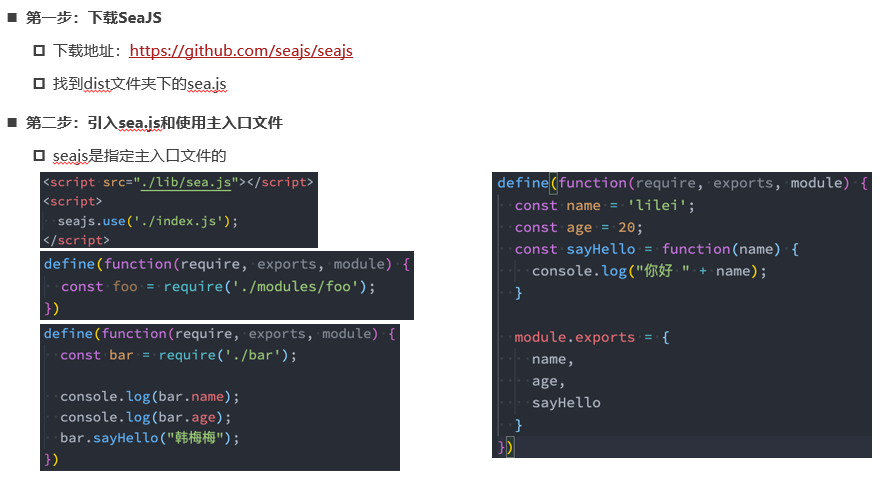 第一步：下载SeaJS
下载地址：https://github.com/seajs/seajs
找到dist文件夹下的sea.js
第二步：引入sea.js和使用主入口文件
seajs是指定主入口文件的
<script src="./lib/sea.js"></script>
<script>
seajs.use('./index.js');
</script>
define(function(require, exports, module) {
const foo = require('./modules/foo');
})
define(function(require, exports, module) {
const bar = require('./bar');
console.log(bar.name);
console.log(bar.age);
bar.sayHello("韩梅梅");
})
define(function(require, exports, module) {
const name = 'lilei';
const age = 20;
const sayHello = function(name) {
console.log("你好 " + name);
}
module.exports = {
name,
age,
sayHello
}
})